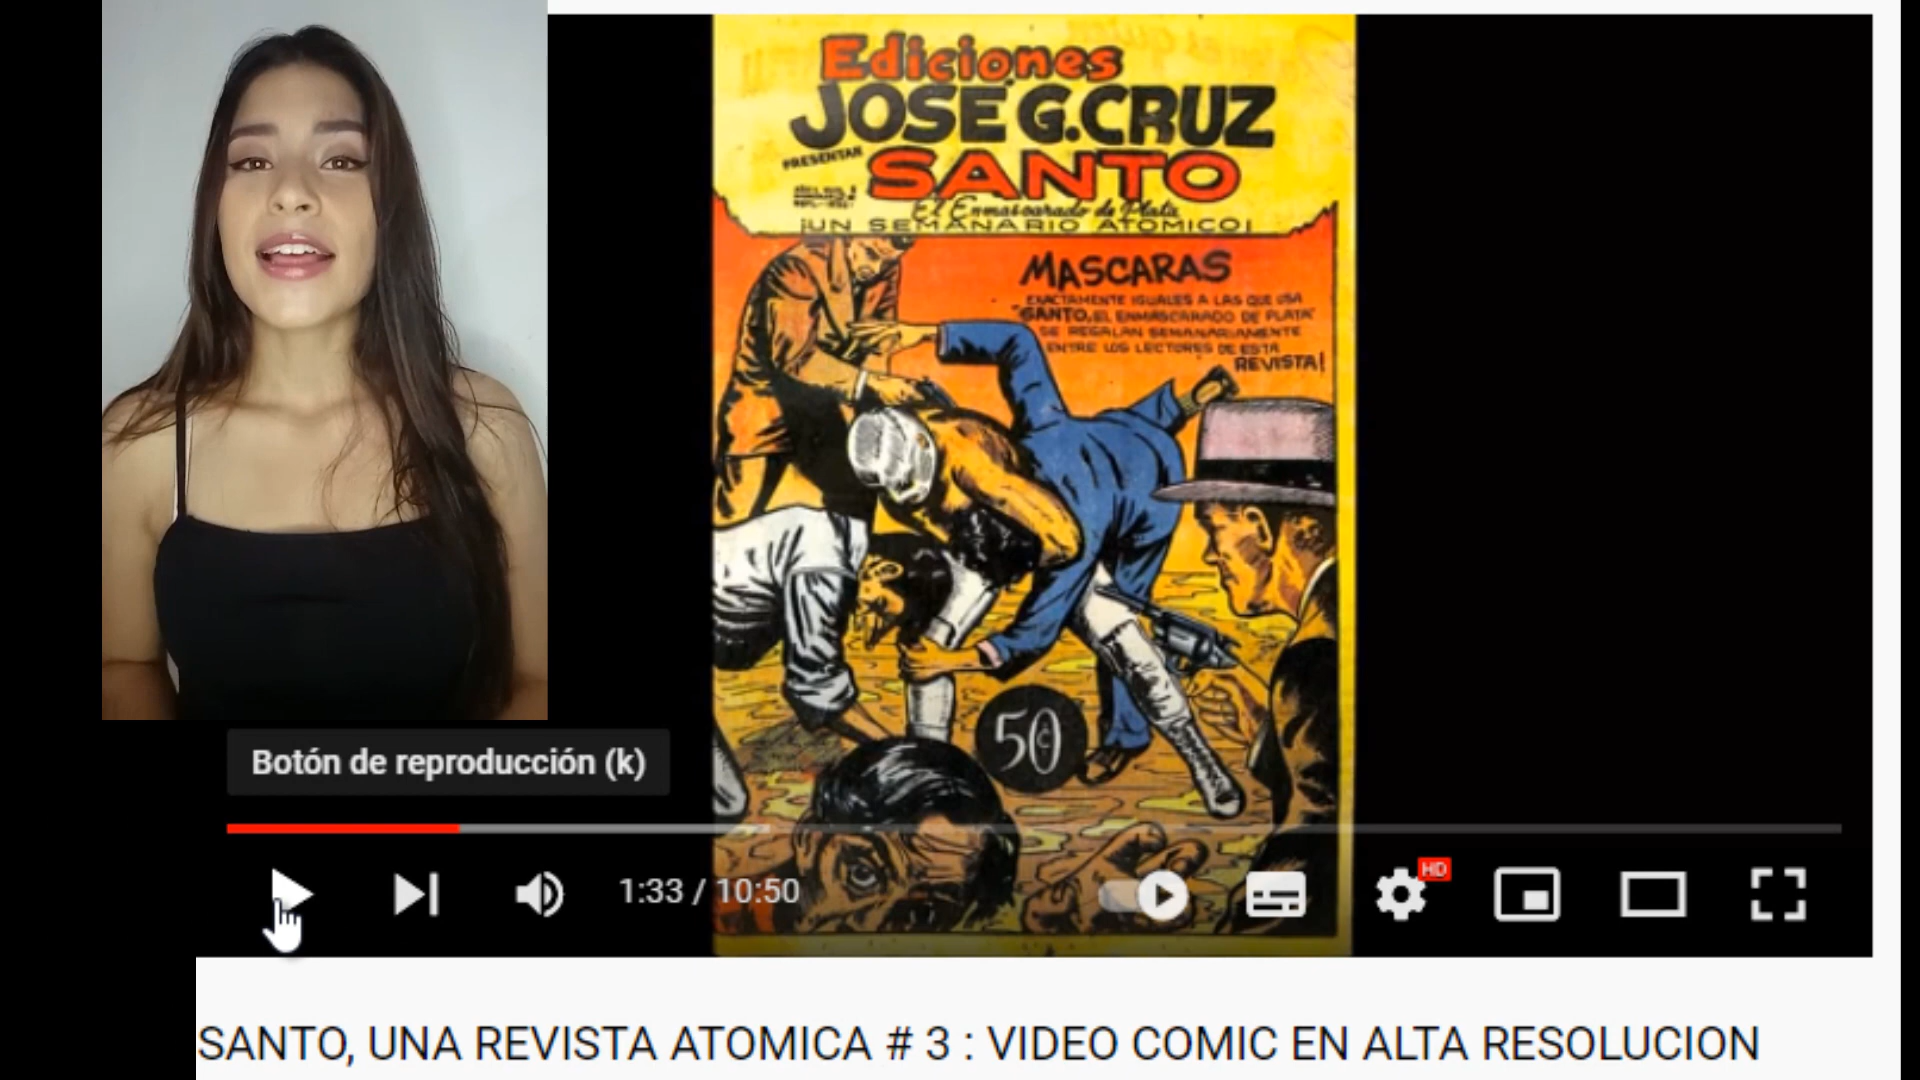 Ediciones
JOSE G. CRUZ
PRESENTAN
SANTO
El Enmascarado de Plata
¡UN SEMANARIO ATOMICO!
MASCARAS
EXACTAMENTE IGUALES A LAS QUE USA
"SANTO, EL ENMASCARADO DE PLATA"
SE REGALAN SEMANARIAMENTE
ENTRE LOS LECTORES DE ESTA
REVISTA!
50¢
Botón de reproducción (k)
1:33 / 10:50
HD
SANTO, UNA REVISTA ATOMICA # 3 : VIDEO COMIC EN ALTA RESOLUCION